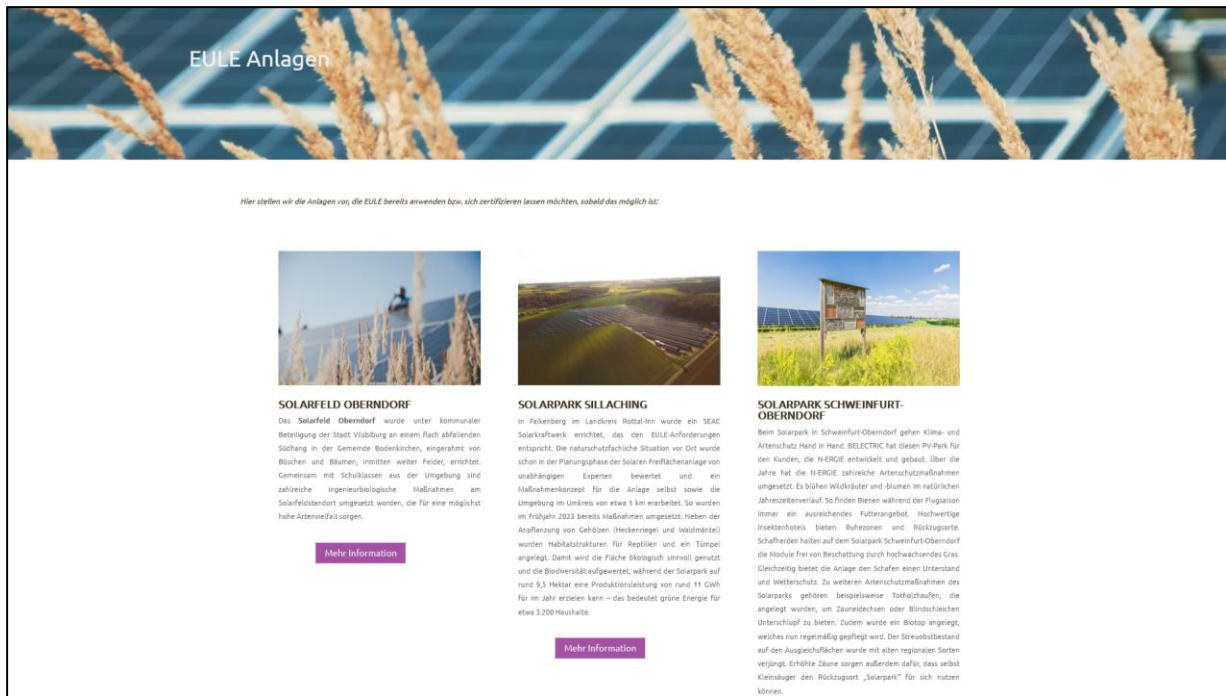 EULE Anlagen
Hier stellen wir die Anlagen vor, die EULE bereits anwenden bzw. sich zertifizieren lassen möchten, sobald das möglich ist:
SOLARFELD OBERNDORF
Das Solarfeld Oberndorf wurde unter kommunaler
Beteiligung der Stadt Vilsbiburg an einem flach abfallenden
Südhang in der Gemeinde Bodenkirchen, eingerahmt von
Büschen und Bäumen, inmitten weiter Felder, errichtet.
Gemeinsam mit Schulklassen aus der Umgebung sind
zahlreiche ingenieurbiologische Maßnahmen am
Solarfeldstandort umgesetzt worden, die für eine möglichst
hohe Artenvielfalt sorgen.
Mehr Information
SOLARPARK SILLACHING
In Falkenberg im Landkreis Rottal-Inn wurde ein SEAC
Solarkraftwerk errichtet, das den EULE-Anforderungen
entspricht. Die naturschutzfachliche Situation vor Ort wurde
schon in der Planungsphase der Solaren Freiflächenanlage von
unabhängigen Experten bewertet und ein
Maßnahmenkonzept für die Anlage selbst sowie die
Umgebung im Umkreis von etwa 1 km erarbeitet. So wurden
im Frühjahr 2023 bereits Maßnahmen umgesetzt: Neben der
Anpflanzung von Gehölzen (Heckenriegel und Waldmäntel)
wurden Habitatstrukturen für Reptilien und ein Tümpel
angelegt. Damit wird die Fläche ökologisch sinnvoll genutzt
und die Biodiversität aufgewertet, während der Solarpark auf
rund 9,5 Hektar eine Produktionsleistung von rund 11 GWh
für im Jahr erzielen kann – das bedeutet grüne Energie für
etwa 3.200 Haushalte.
Mehr Information
SOLARPARK SCHWEINFURT-
OBERNDORF
Beim Solarpark in Schweinfurt-Oberndorf gehen Klima- und
Artenschutz Hand in Hand. BELECTRIC hat diesen PV-Park für
den Kunden, die N-ERGIE entwickelt und gebaut. Über die
Jahre hat die N-ERGIE zahlreiche Artenschutzmaßnahmen
umgesetzt. Es blühen Wildkräuter und -blumen im natürlichen
Jahreszeitenverlauf. So finden Bienen während der Flugsaison
immer ein ausreichendes Futterangebot. Hochwertige
Insektenhotels bieten Ruhezonen und Rückzugsorte.
Schafherden halten auf dem Solarpark Schweinfurt-Oberndorf
die Module frei von Beschattung durch hochwachsendes Gras.
Gleichzeitig bietet die Anlage den Schafen einen Unterstand
und Wetterschutz. Zu weiteren Artenschutzmaßnahmen des
Solarparks gehören beispielsweise Totholzhaufen, die
angelegt wurden, um Zauneidechsen oder Blindschleichen
Unterschlupf zu bieten. Zudem wurde ein Biotop angelegt,
welches nun regelmäßig gepflegt wird. Der Streuobstbestand
auf den Ausgleichsflächen wurde mit alten regionalen Sorten
verjüngt. Erhöhte Zäune sorgen außerdem dafür, dass selbst
Kleinsäuger den Rückzugsort „Solarpark“ für sich nutzen
können.